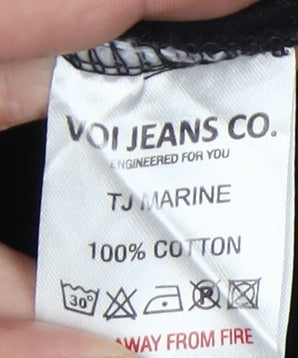 VOI JEANS CO.
ENGINEERED FOR YOU
TJ MARINE
100% COTTON
30° P
AWAY FROM FIRE